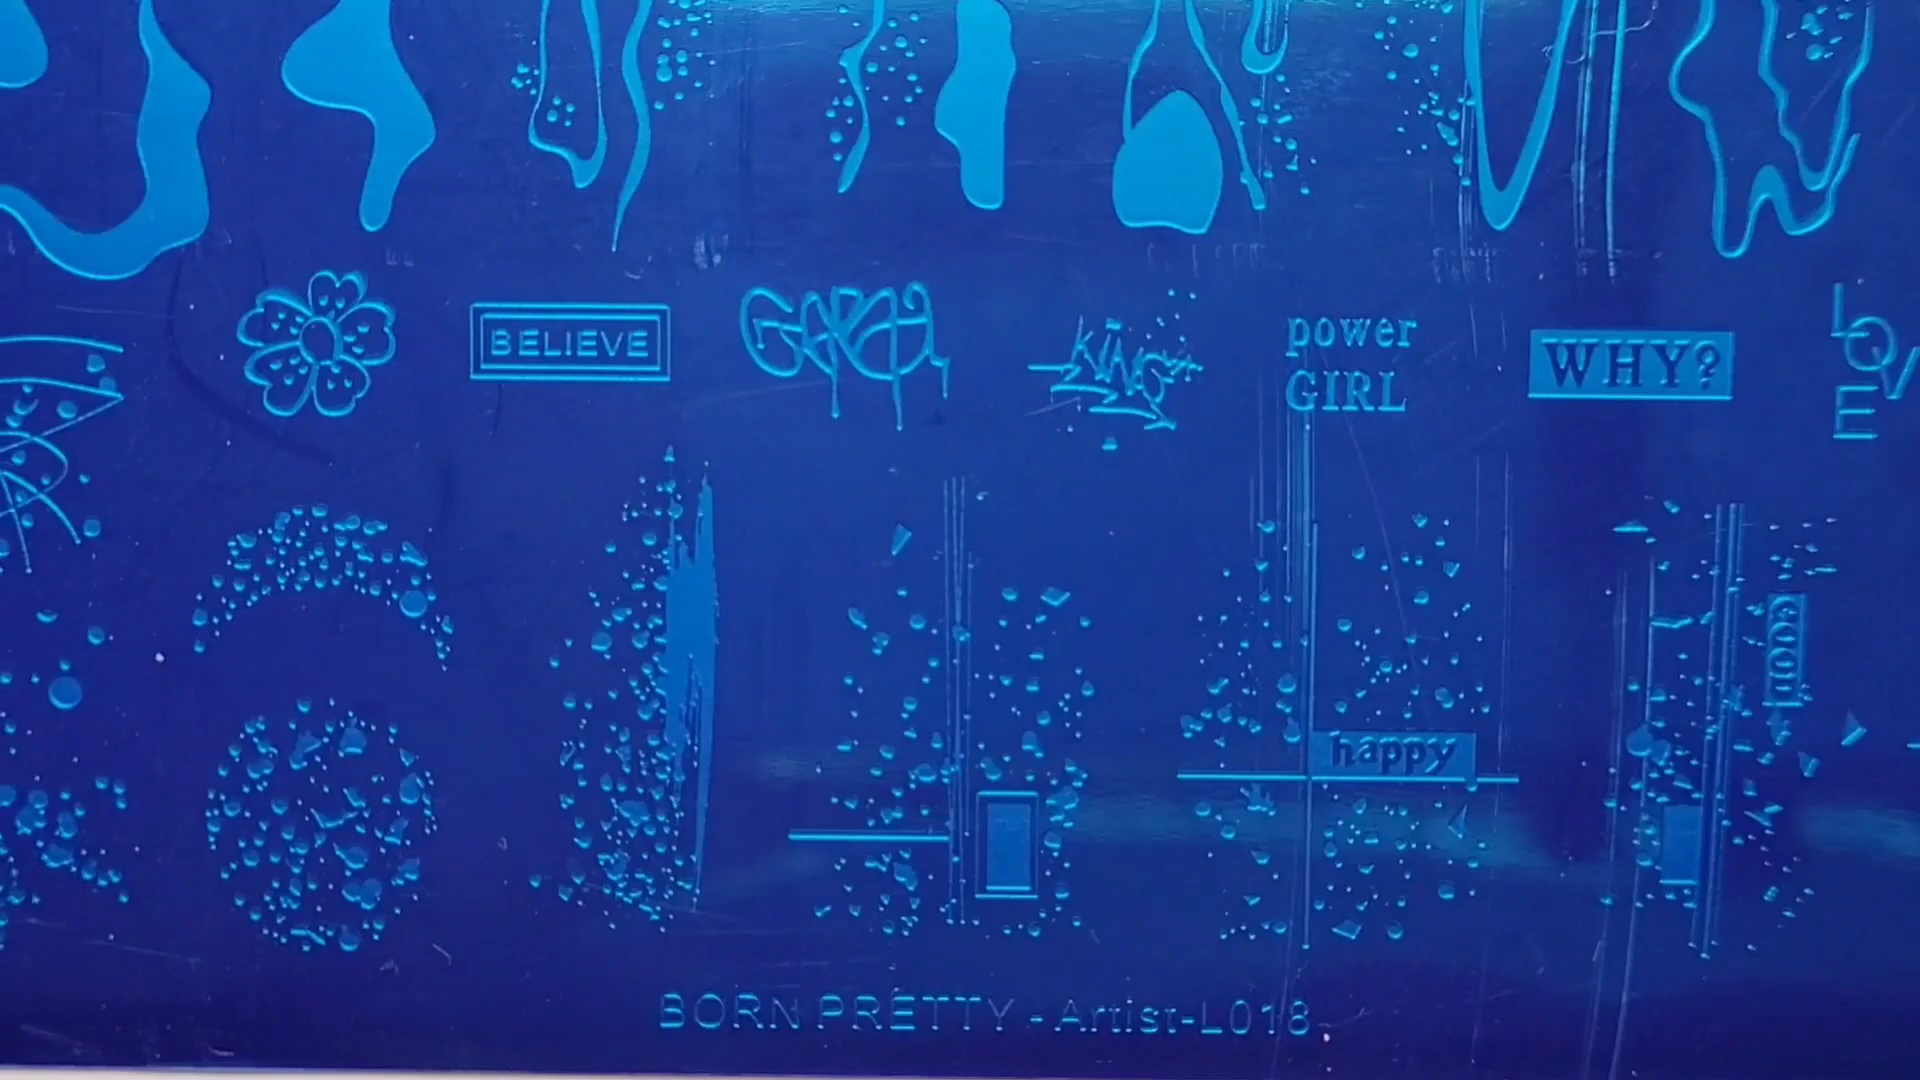 BELIEVE
KING
power
GIRL
WHY?
LOVE
happy
GOOD
BORN PRETTY - Artist-L018